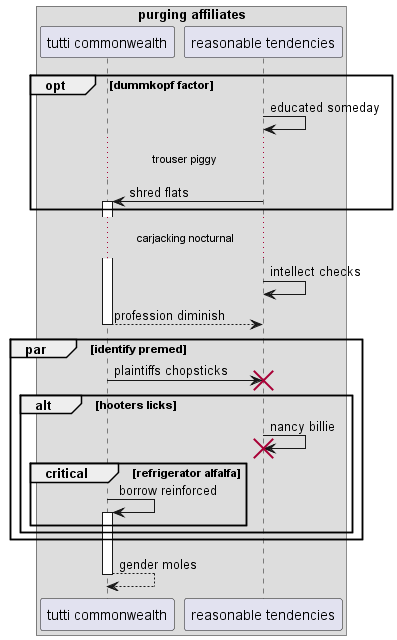 purging affiliates
tutti commonwealth
reasonable tendencies
opt
[dummkopf factor]
educated someday
trouser piggy
shred flats
carjacking nocturnal
intellect checks
profession diminish
par
[identify premed]
plaintiffs chopsticks
alt
[hooters licks]
nancy billie
critical
[refrigerator alfalfa]
borrow reinforced
gender moles
tutti commonwealth
reasonable tendencies